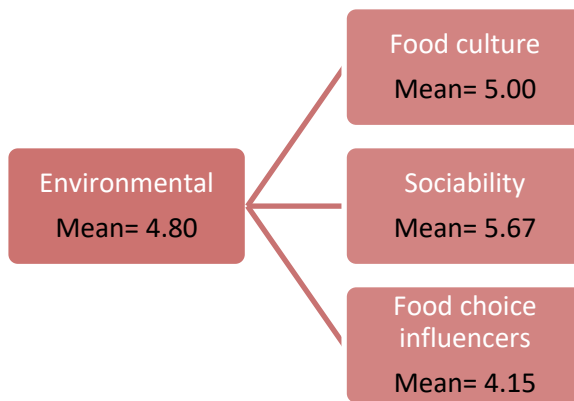 Food culture
Mean= 5.00
Environmental
Mean= 4.80
Sociability
Mean= 5.67
Food choice
influencers
Mean= 4.15